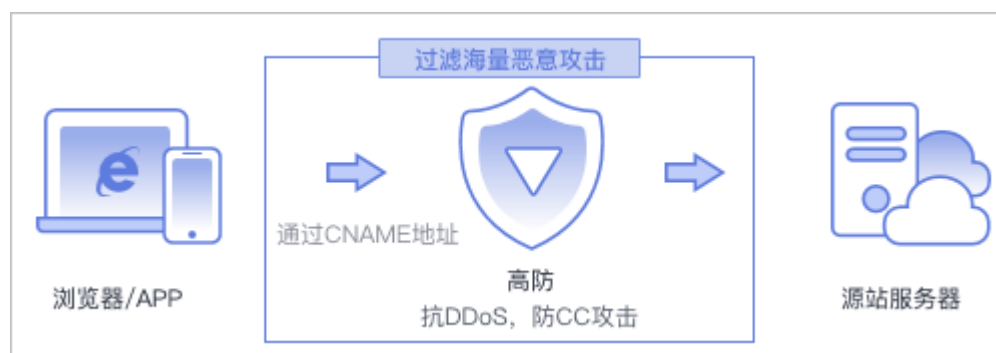 过滤海量恶意攻击
通过CNAME地址
浏览器/APP
高防
抗DDoS，防CC攻击
源站服务器